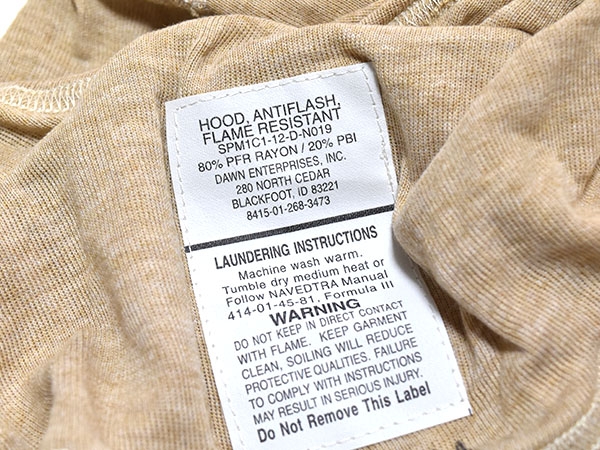 HOOD, ANTIFLASH,
FLAME RESISTANT
SPM1C1-12-D-N019
80% PFR RAYON / 20% PBI
DAWN ENTERPRISES, INC.
280 NORTH CEDAR
BLACKFOOT, ID 83221
8415-01-268-3473
LAUNDERING INSTRUCTIONS
Machine wash warm.
Tumble dry medium heat or
Follow NAVEDTRA Manual
414-01-45-81, Formula III
WARNING
DO NOT KEEP IN DIRECT CONTACT
WITH FLAME. KEEP GARMENT
CLEAN, SOILING WILL REDUCE
PROTECTIVE QUALITIES. FAILURE
TO COMPLY WITH INSTRUCTIONS
MAY RESULT IN SERIOUS INJURY.
Do Not Remove This Label